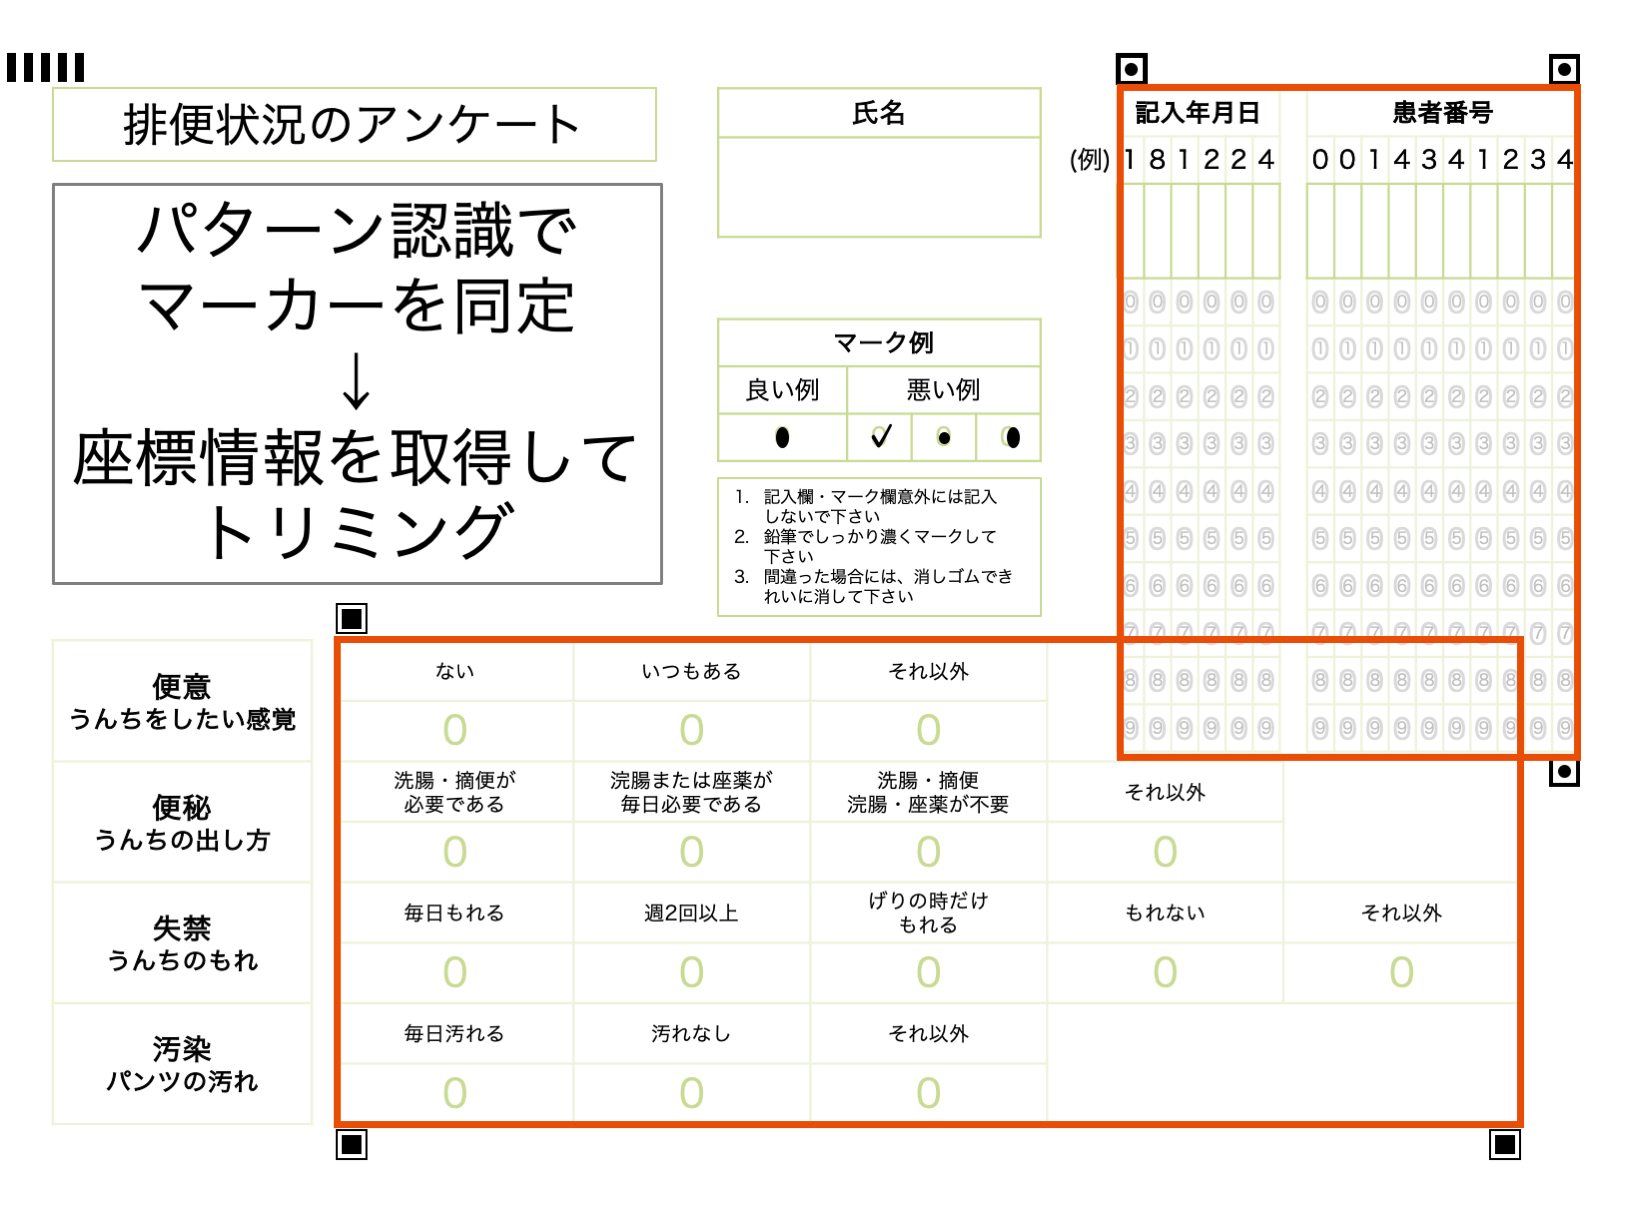 排便状況のアンケート
パターン認識で
マーカーを同定
↓
座標情報を取得して
トリミング
氏名
マーク例
良い例 悪い例
1. 記入欄・マーク欄意外には記入
しないで下さい
2. 鉛筆でしっかり濃くマークして
下さい
3. 間違った場合には、消しゴムでき
れいに消して下さい
記入年月日 患者番号
(例) 1 8 1 2 2 4 0 0 1 4 3 4 1 2 3 4
⓪ ⓪ ⓪ ⓪ ⓪ ⓪ ⓪ ⓪ ⓪ ⓪ ⓪ ⓪ ⓪ ⓪ ⓪ ⓪
① ① ① ① ① ① ① ① ① ① ① ① ① ① ① ①
② ② ② ② ② ② ② ② ② ② ② ② ② ② ② ②
③ ③ ③ ③ ③ ③ ③ ③ ③ ③ ③ ③ ③ ③ ③ ③
④ ④ ④ ④ ④ ④ ④ ④ ④ ④ ④ ④ ④ ④ ④ ④
⑤ ⑤ ⑤ ⑤ ⑤ ⑤ ⑤ ⑤ ⑤ ⑤ ⑤ ⑤ ⑤ ⑤ ⑤ ⑤
⑥ ⑥ ⑥ ⑥ ⑥ ⑥ ⑥ ⑥ ⑥ ⑥ ⑥ ⑥ ⑥ ⑥ ⑥ ⑥
⑦ ⑦ ⑦ ⑦ ⑦ ⑦ ⑦ ⑦ ⑦ ⑦ ⑦ ⑦ ⑦ ⑦ ⑦ ⑦
⑧ ⑧ ⑧ ⑧ ⑧ ⑧ ⑧ ⑧ ⑧ ⑧ ⑧ ⑧ ⑧ ⑧ ⑧ ⑧
⑨ ⑨ ⑨ ⑨ ⑨ ⑨ ⑨ ⑨ ⑨ ⑨ ⑨ ⑨ ⑨ ⑨ ⑨ ⑨
便意
うんちをしたい感覚
ない いつもある それ以外
0 0 0
便秘
うんちの出し方
洗腸・摘便が
必要である
浣腸または座薬が
毎日必要である
洗腸・摘便
浣腸・座薬が不要
それ以外
0 0 0 0
失禁
うんちのもれ
毎日もれる
週2回以上
げりの時だけ
もれる
もれない
それ以外
0 0 0 0 0
汚染
パンツの汚れ
毎日汚れる 汚れなし それ以外
0 0 0